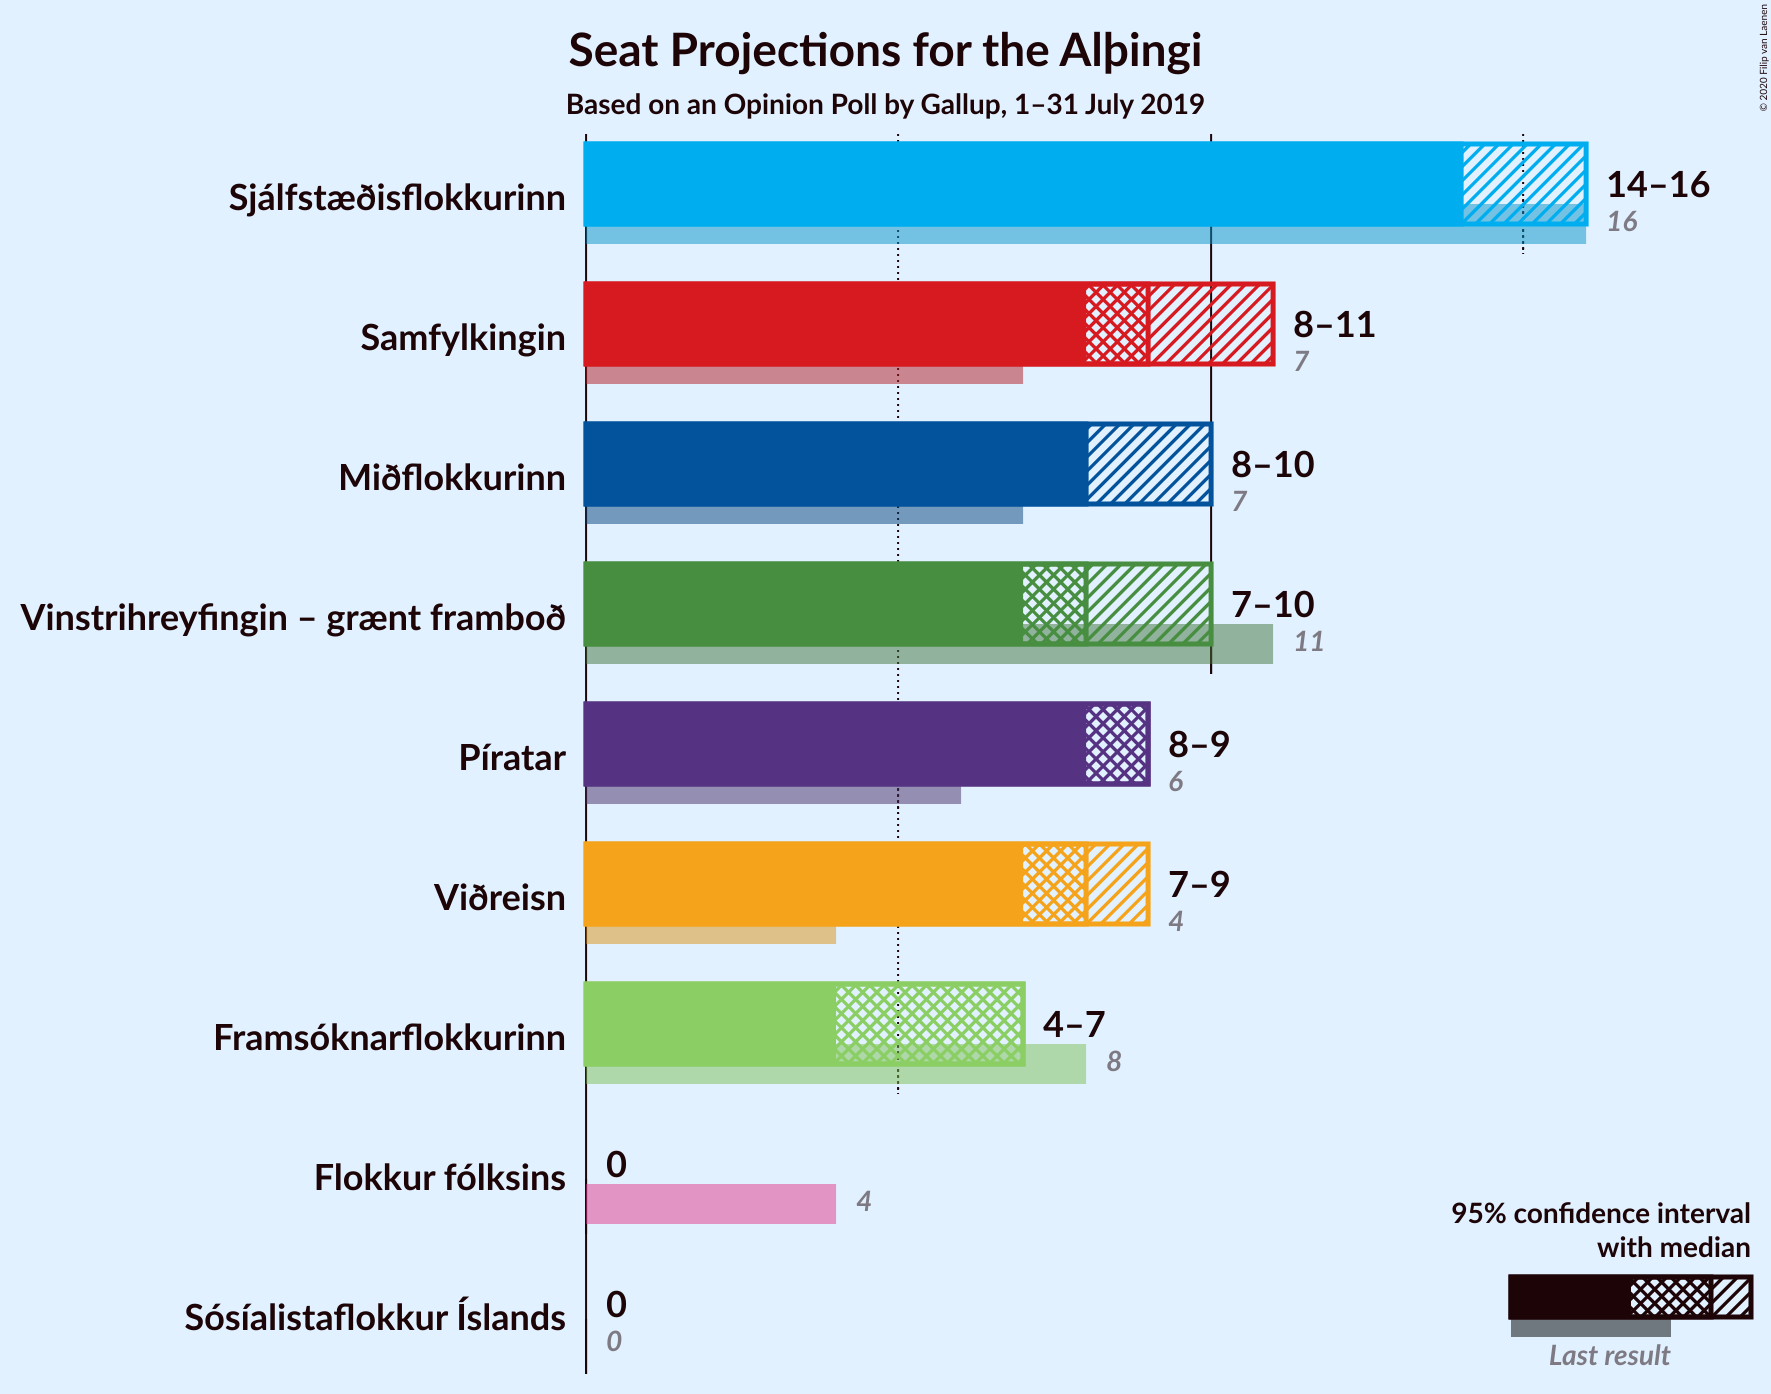 Seat Projections for the Alþingi
Based on an Opinion Poll by Gallup, 1–31 July 2019
© 2020 Filip van Laenen
Sjálfstæðisflokkurinn
14–16
16
Samfylkingin
8–11
7
Miðflokkurinn
8–10
7
Vinstrihreyfingin – grænt framboð
7–10
11
Píratar
8–9
6
Viðreisn
7–9
4
Framsóknarflokkurinn
4–7
8
Flokkur fólksins
0
4
Sósíalistaflokkur Íslands
0
0
95% confidence interval
with median
Last result